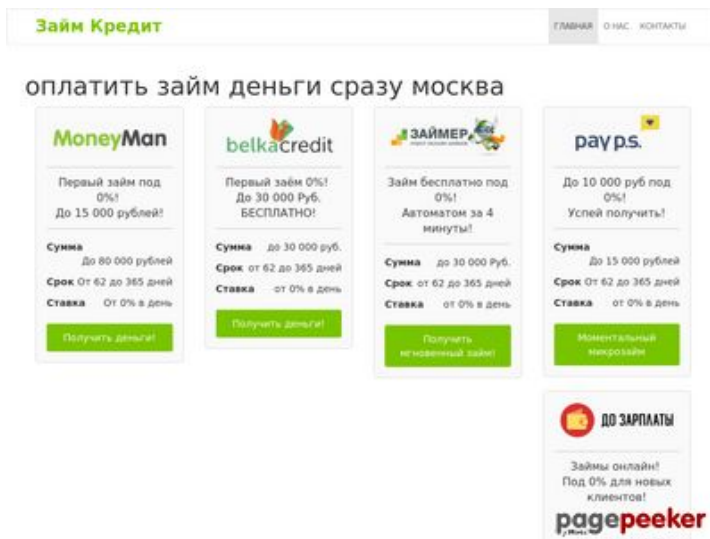 Займ Кредит
ГЛАВНАЯ О НАС. КОНТАКТЫ
оплатить займ деньги сразу москва
MoneyMan
Первый займ под
0%!
До 15 000 рублей!
Сумма
До 80 000 рублей
Срок От 62 до 365 дней
Ставка От 0% в день
Получить деньги!
belkacredit
Первый заём 0%!
До 30 000 Руб.
БЕСПЛАТНО!
Сумма до 30 000 руб.
Срок от 62 до 365 дней
Ставка от 0% в день
Получить деньги!
ЗАЙМЕР
Займ бесплатно под
0%!
Автоматом за 4
минуты!
Сумма до 30 000 Руб.
Срок от 62 до 365 дней
Ставка от 0% в день
Получить
мгновенный займ!
pay p.s.
До 10 000 руб под
0%!
Успей получить!
Сумма
До 15 000 рублей
Срок От 62 до 365 дней
Ставка от 0% в день
Моментальный
микрозайм
ДО ЗАРПЛАТЫ
Займы онлайн!
Под 0% для новых
клиентов!
pagepeeker